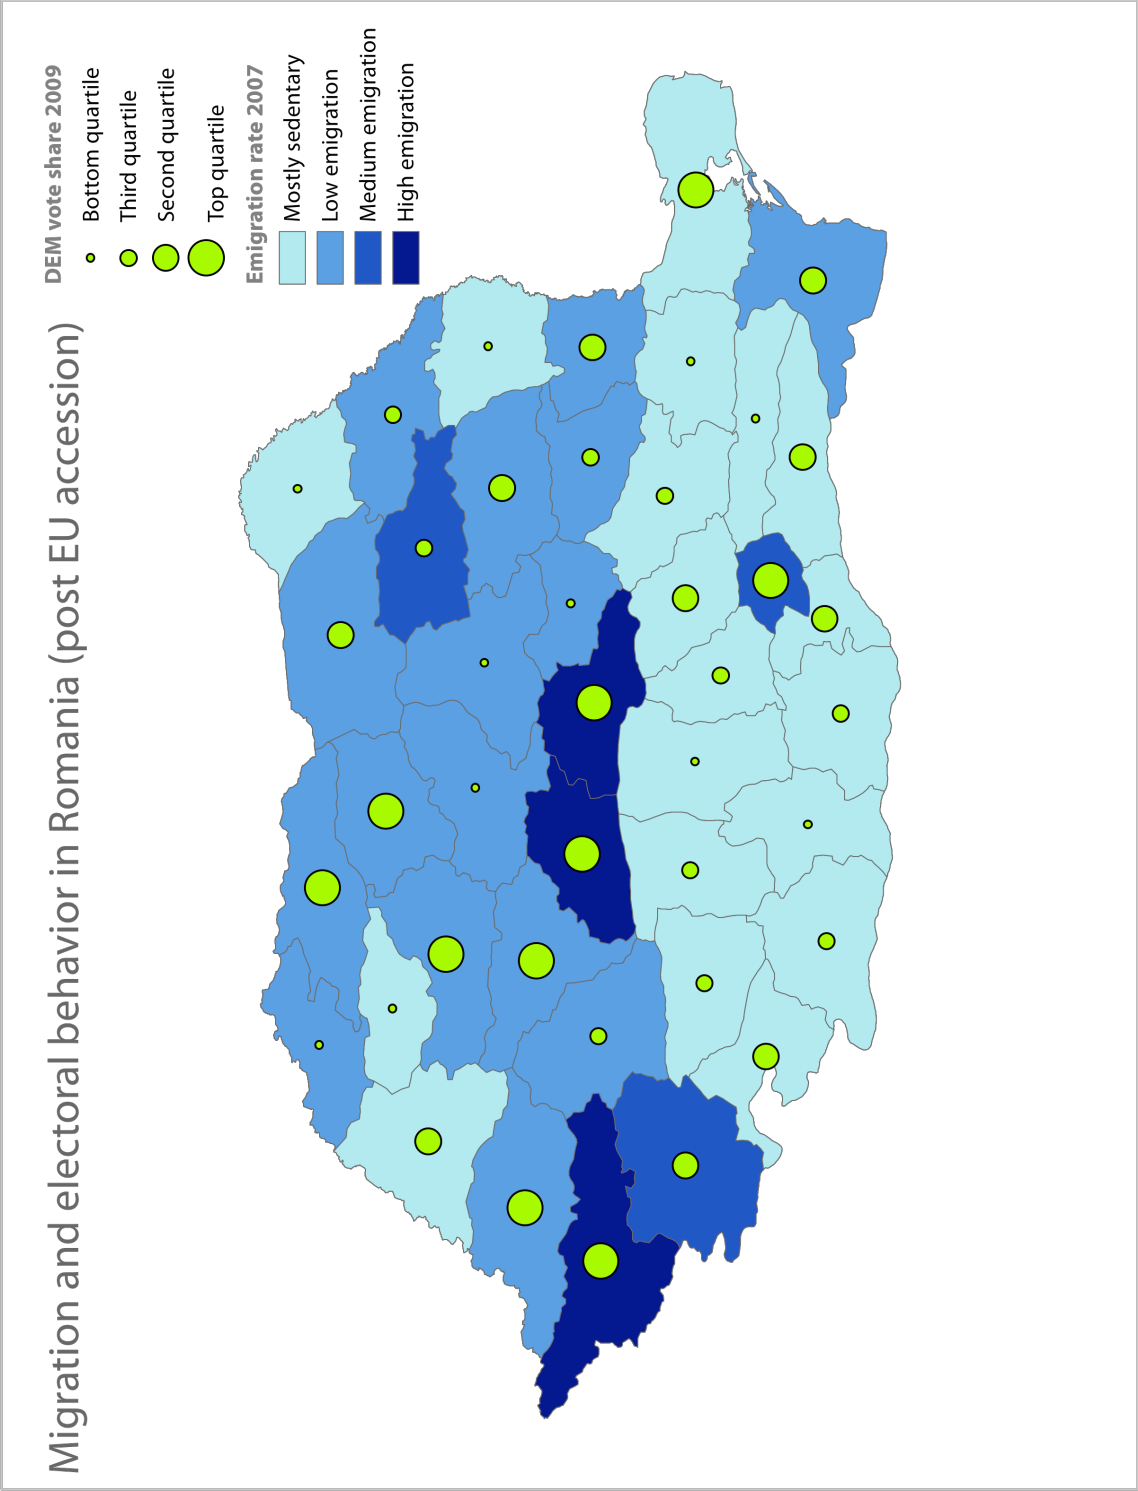 Migration and electoral behavior in Romania (post EU accession)
DEM vote share 2009
Bottom quartile
Third quartile
Second quartile
Top quartile
Emigration rate 2007
Mostly sedentary
Low emigration
Medium emigration
High emigration